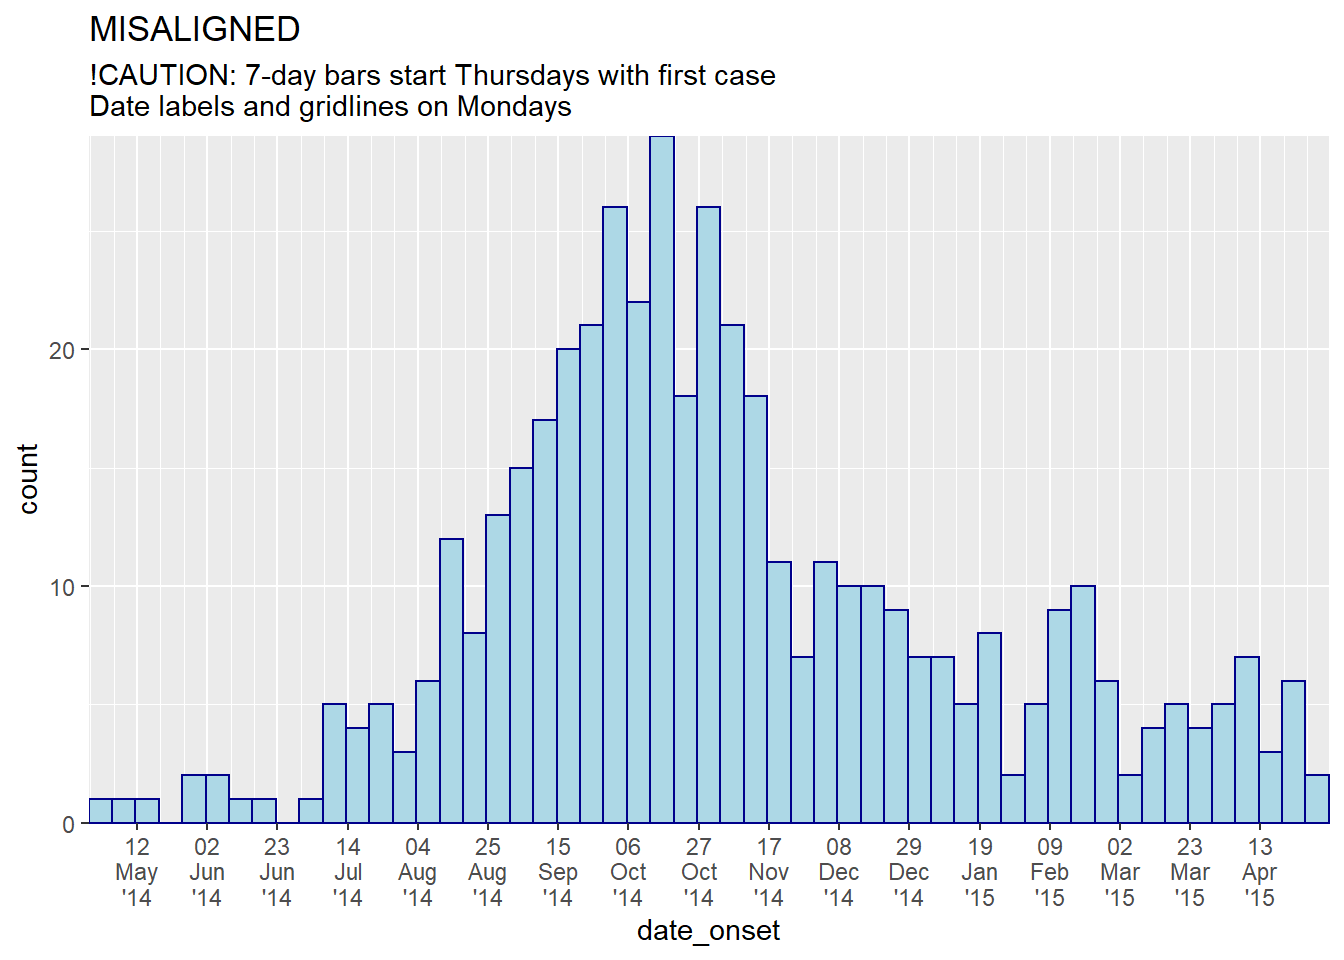 MISALIGNED
!CAUTION: 7-day bars start Thursdays with first case
Date labels and gridlines on Mondays
count
20
10
0
12 02 23 14 04 25 15 06 27 17 08 29 19 09 02 23 13
May Jun Jun Jul Aug Aug Sep Oct Oct Nov Dec Dec Jan Feb Mar Mar Apr
'14 '14 '14 '14 '14 '14 '14 '14 '14 '14 '14 '14 '15 '15 '15 '15 '15
date_onset